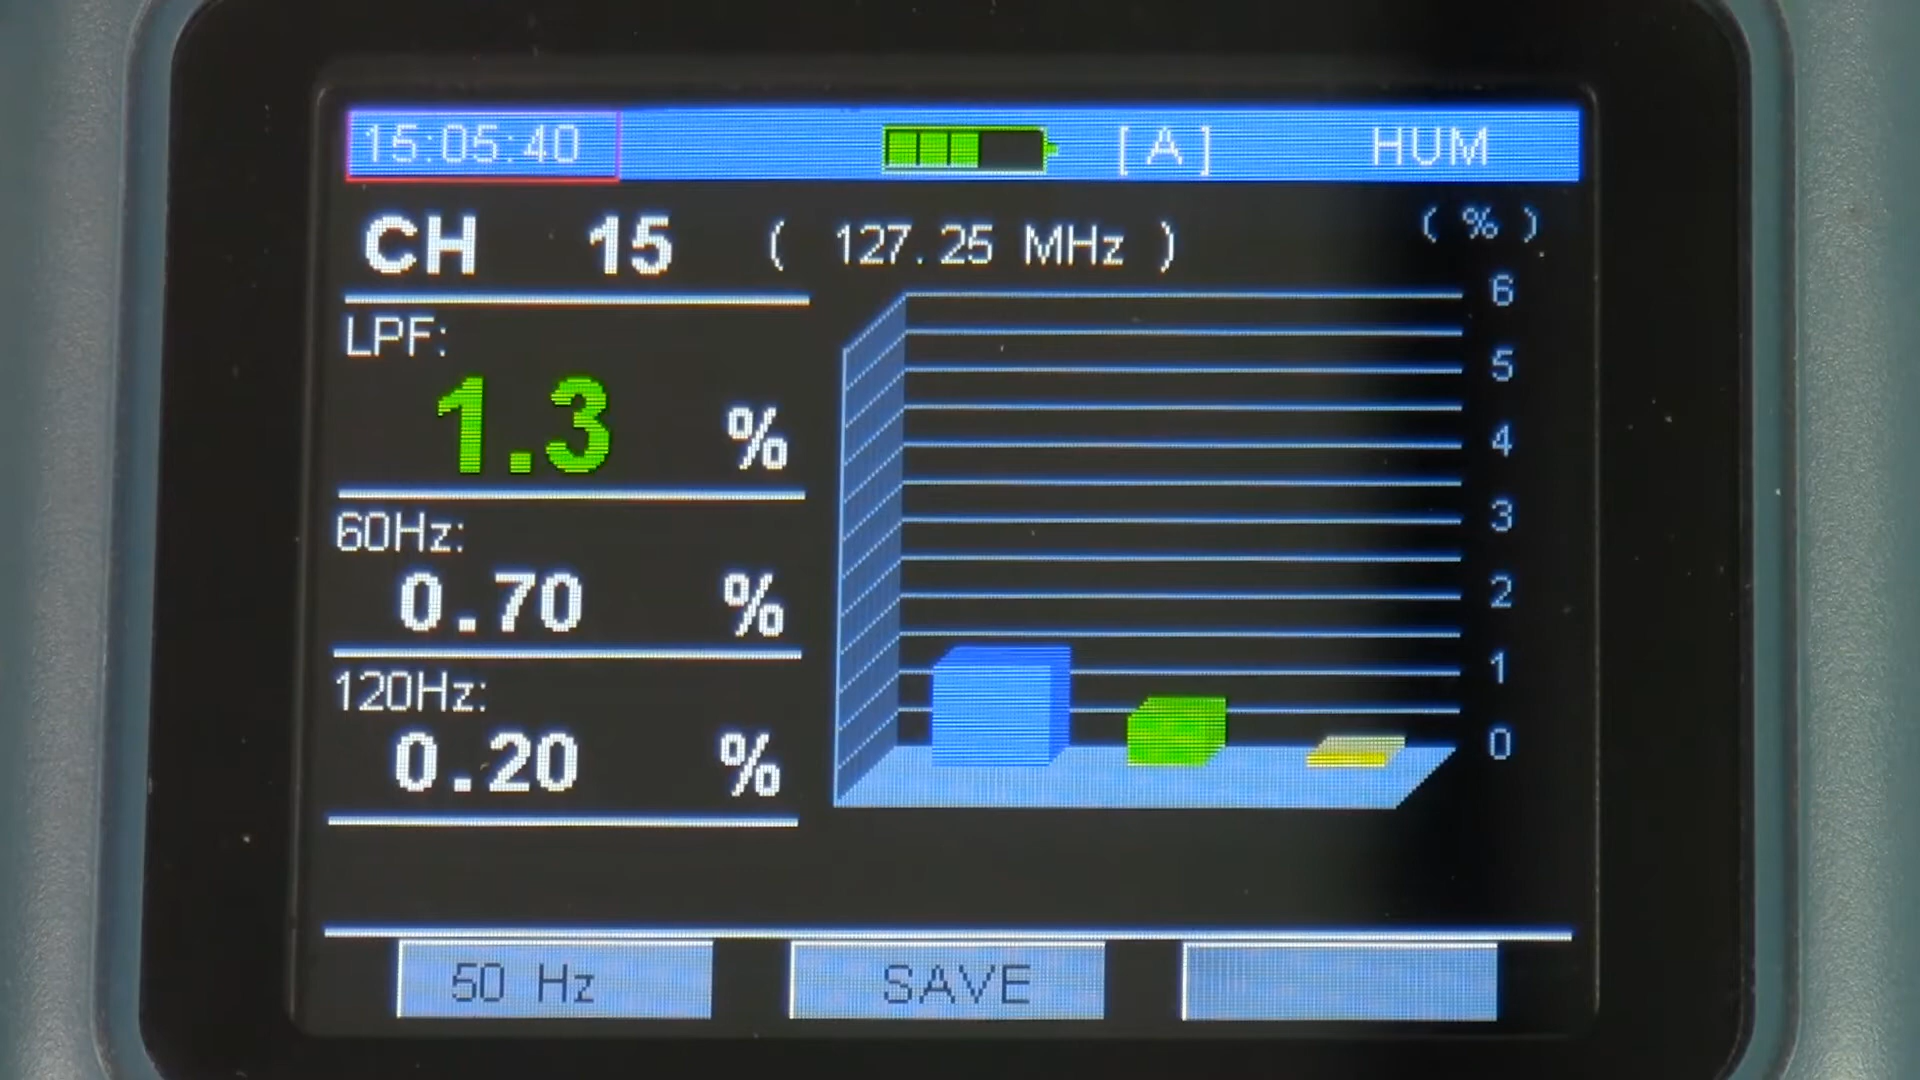 15:05:40 [A] HUM
CH 15 ( 127.25 MHz ) ( % )
LPF:
1.3 %
60Hz:
0.70 %
120Hz:
0.20 %
6
5
4
3
2
1
0
50 Hz SAVE